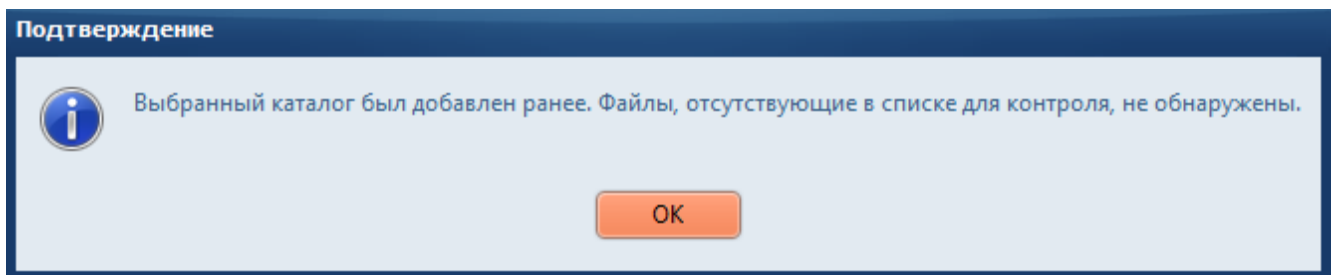 Подтверждение
Выбранный каталог был добавлен ранее. Файлы, отсутствующие в списке для контроля, не обнаружены.
OK